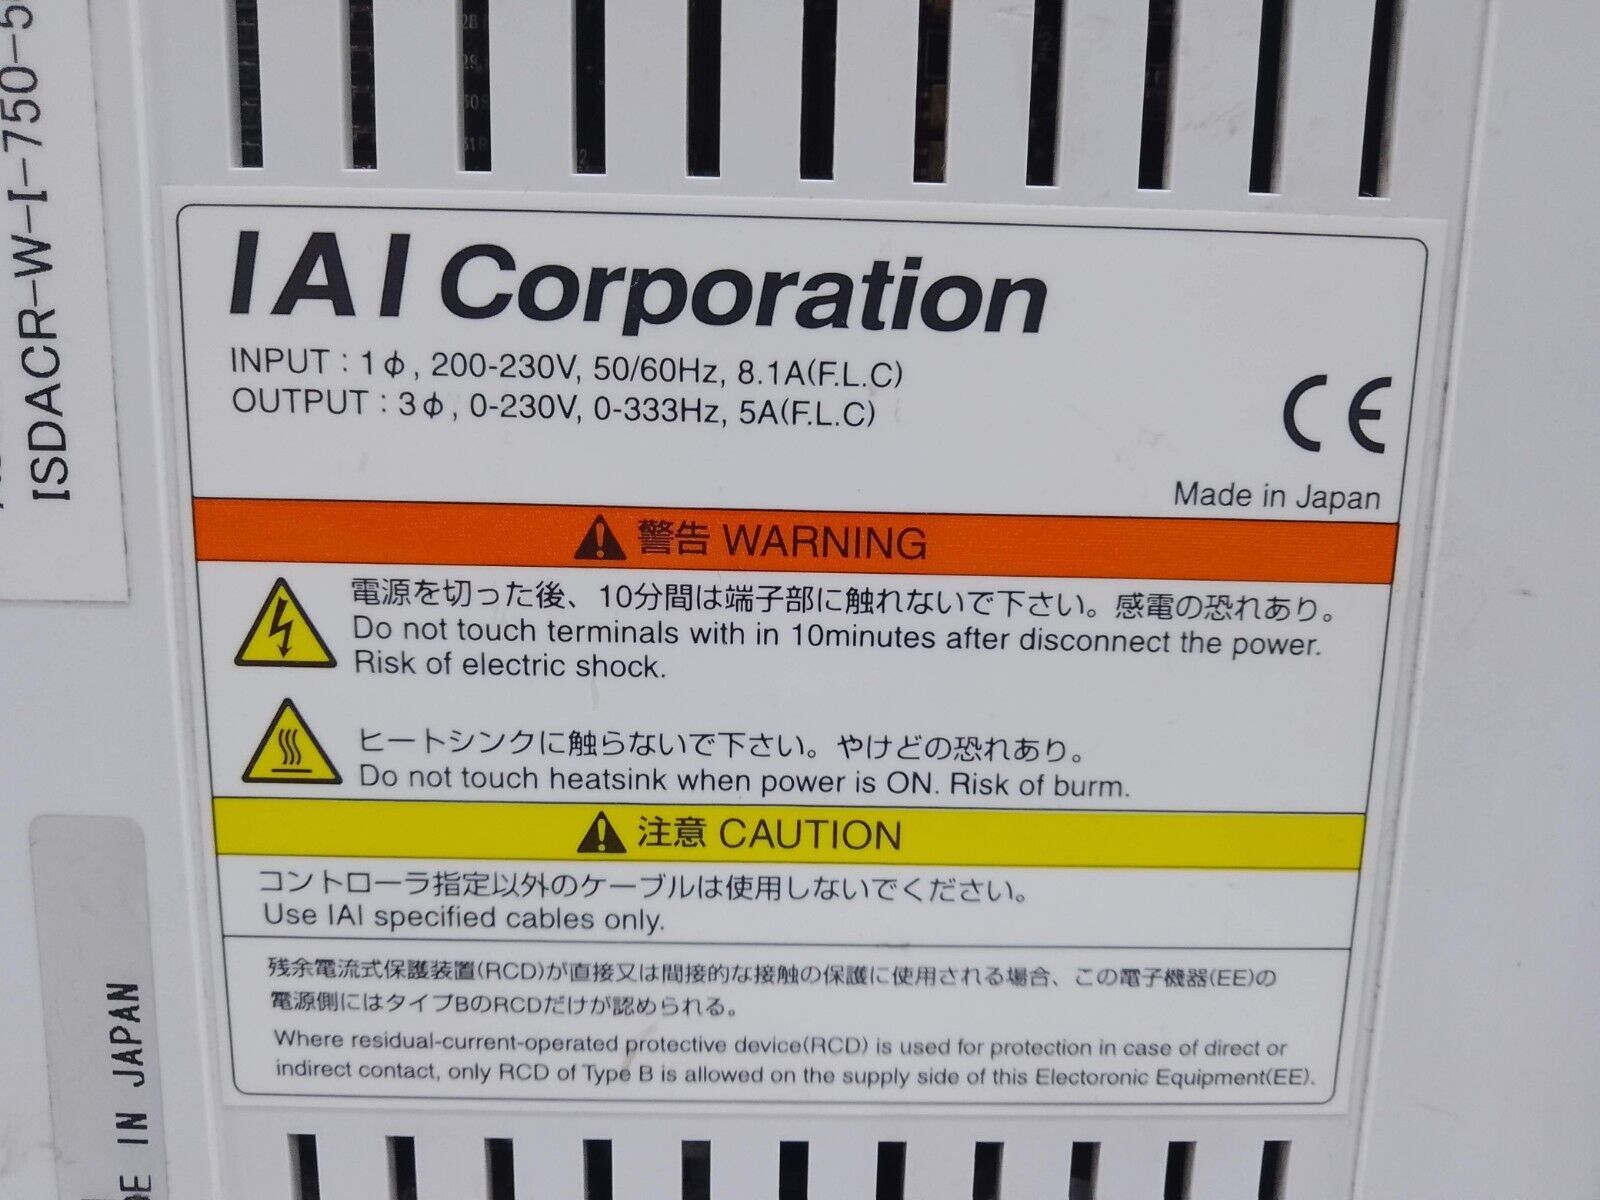 ISDACR-W-I-750-5
IAI Corporation
INPUT : 1φ, 200-230V, 50/60Hz, 8.1A(F.L.C)
OUTPUT : 3φ, 0-230V, 0-333Hz, 5A(F.L.C)
CE
Made in Japan
警告 WARNING
電源を切った後、10分間は端子部に触れないで下さい。感電の恐れあり。
Do not touch terminals with in 10minutes after disconnect the power.
Risk of electric shock.
ヒートシンクに触らないで下さい。やけどの恐れあり。
Do not touch heatsink when power is ON. Risk of burm.
注意 CAUTION
コントローラ指定以外のケーブルは使用しないでください。
Use IAI specified cables only.
残余電流式保護装置(RCD)が直接又は間接的な接触の保護に使用される場合、この電子機器(EE)の
電源側にはタイプBのRCDだけが認められる。
Where residual-current-operated protective device(RCD) is used for protection in case of direct or
indirect contact, only RCD of Type B is allowed on the supply side of this Electoronic Equipment(EE).
DE IN JAPAN
28
29
30
31R